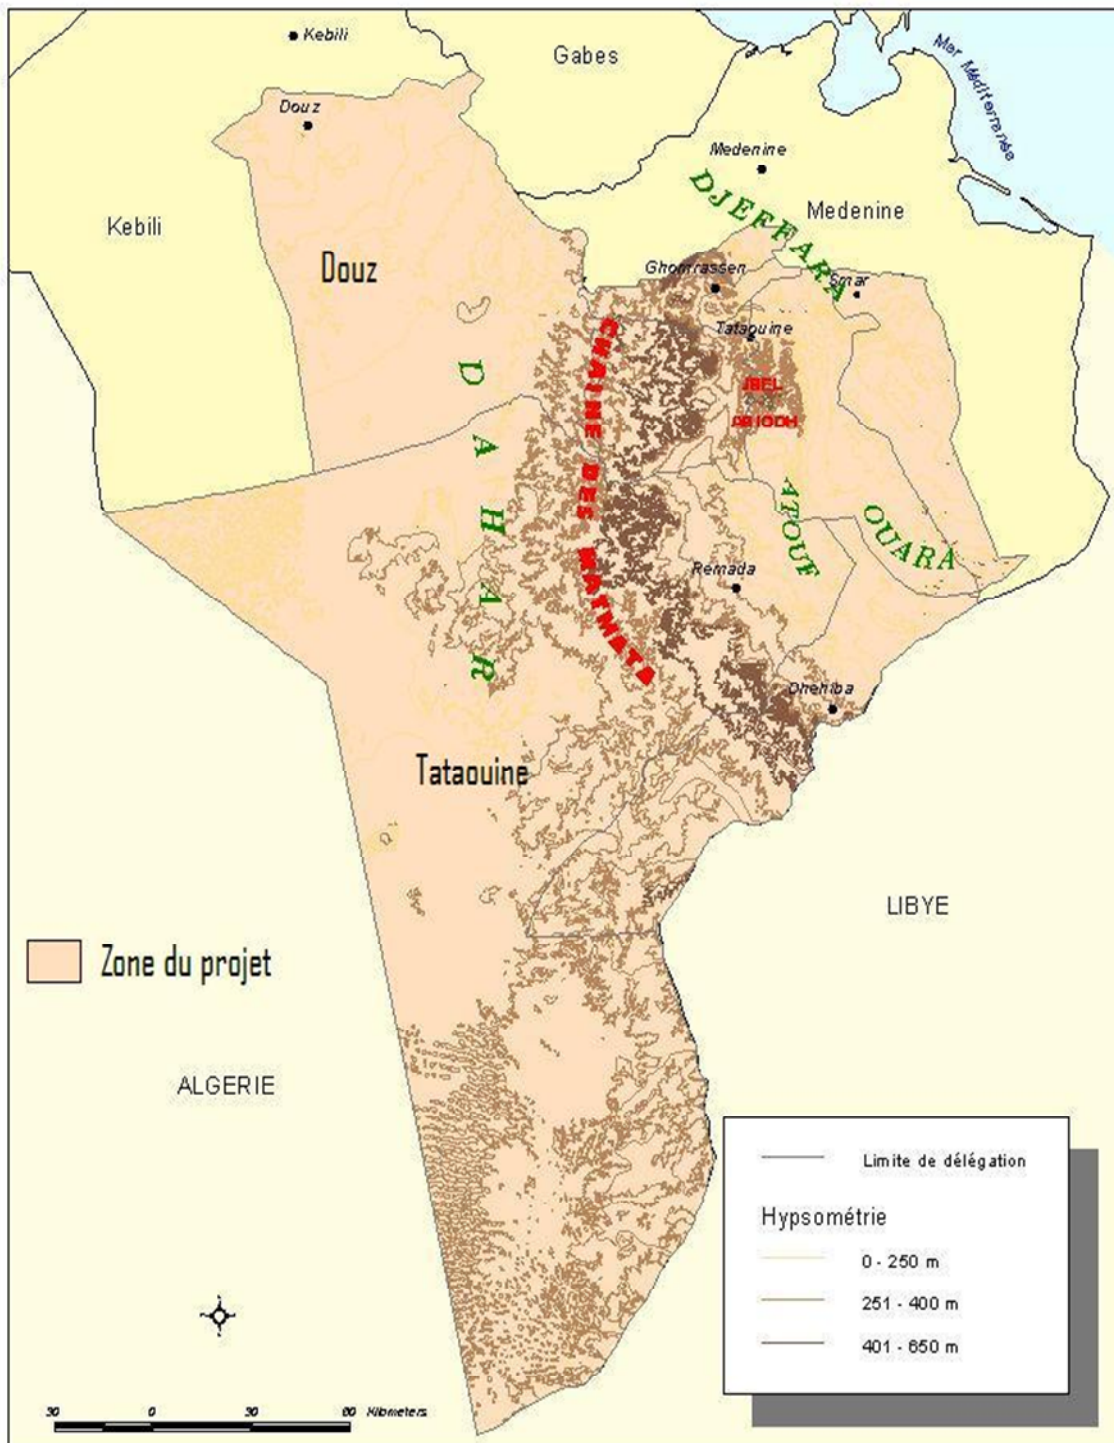 Kebili
Gabes
Mer Méditerranée
Douz
Medenine
DJEFFARA
Kebili
Medenine
Douz
Ghomrassen
Smar
Tataouine
DAHAR
CHAINE DES MATMATA
JBEL
ABIODH
ATOUF
OUARA
Remada
Dhehiba
Tataouine
LIBYE
Zone du projet
ALGERIE
Limite de délégation
Hypsométrie
0 - 250 m
251 - 400 m
401 - 650 m
30 0 30 60 Kilometers